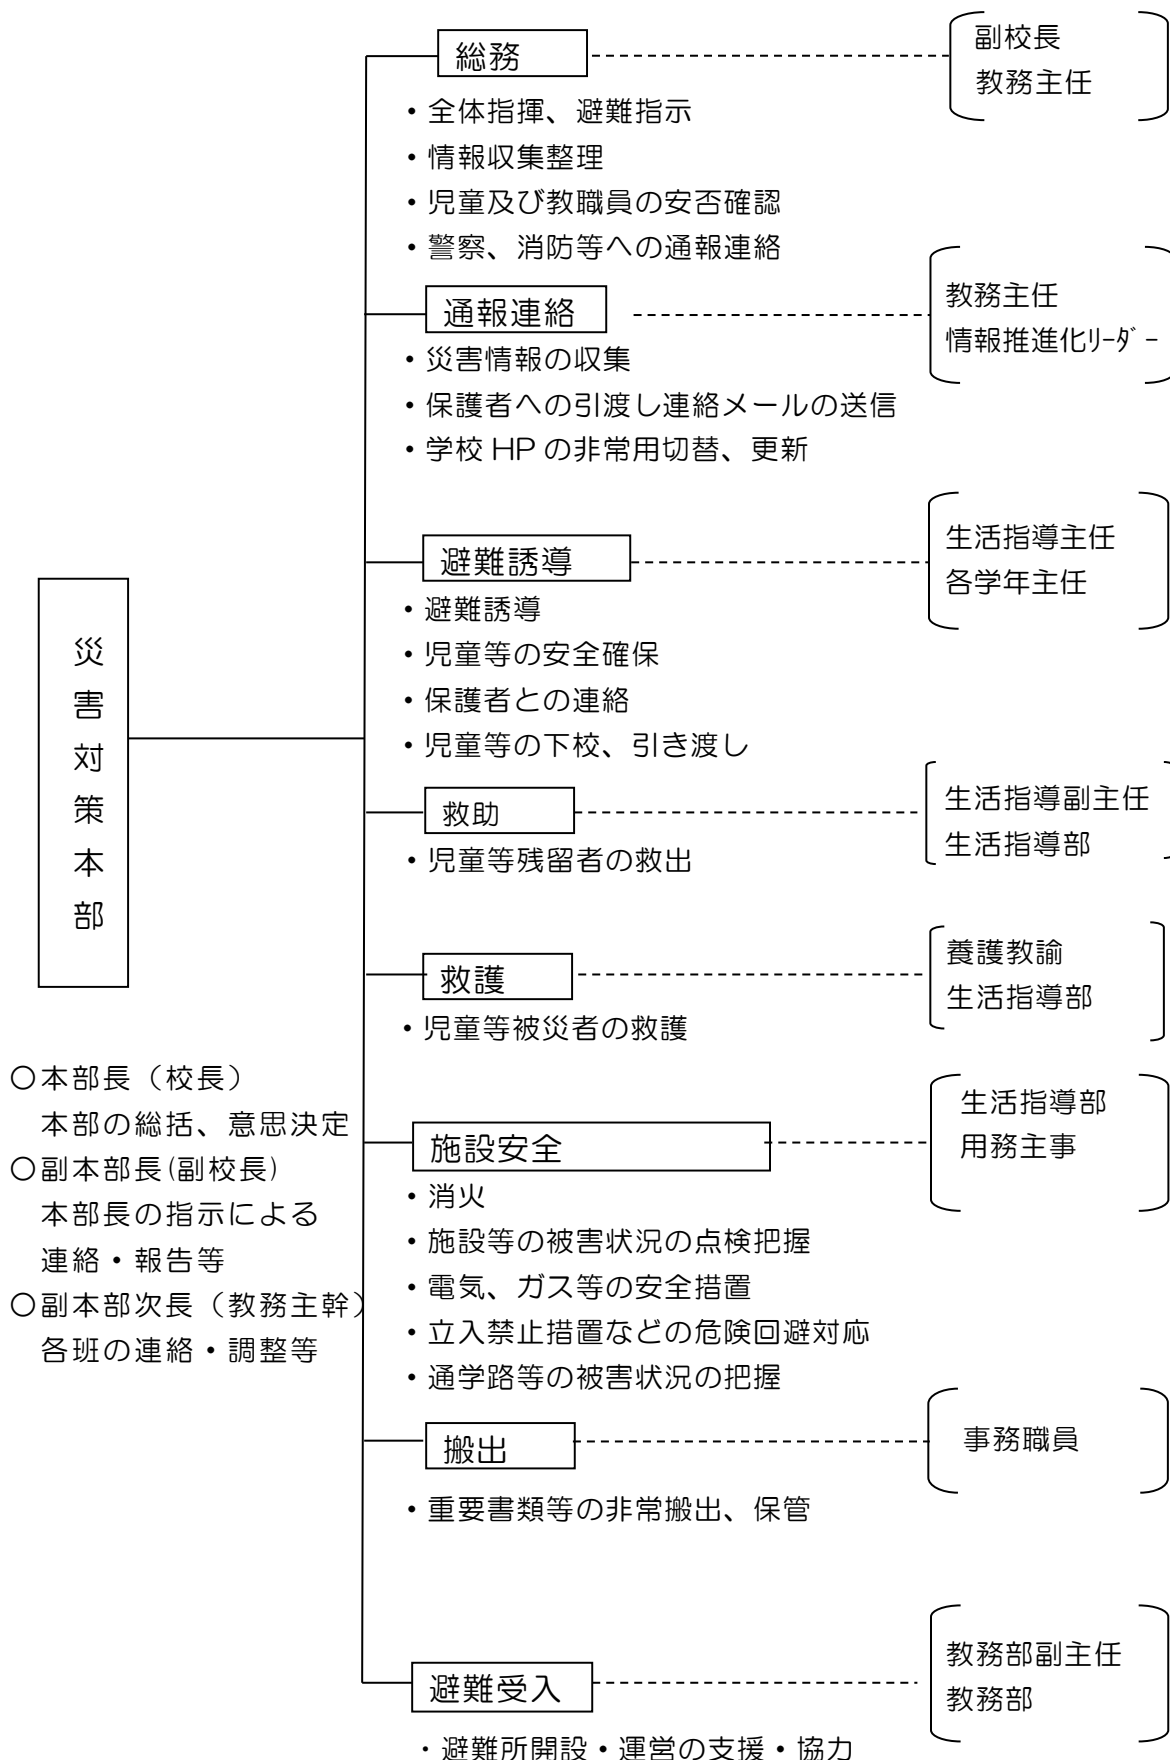 総務
副校長
教務主任
・全体指揮、避難指示
・情報収集整理
・児童及び教職員の安否確認
・警察、消防等への通報連絡
通報連絡
教務主任
情報推進化ﾘｰﾀﾞｰ
・災害情報の収集
・保護者への引渡し連絡メールの送信
・学校 HP の非常用切替、更新
避難誘導
生活指導主任
各学年主任
・避難誘導
・児童等の安全確保
・保護者との連絡
・児童等の下校、引き渡し
災害対策本部
救助
生活指導副主任
生活指導部
・児童等残留者の救出
救護
養護教諭
生活指導部
・児童等被災者の救護
〇本部長（校長）
本部の総括、意思決定
〇副本部長(副校長)
本部長の指示による
連絡・報告等
〇副本部次長（教務主幹）
各班の連絡・調整等
施設安全
生活指導部
用務主事
・消火
・施設等の被害状況の点検把握
・電気、ガス等の安全措置
・立入禁止措置などの危険回避対応
・通学路等の被害状況の把握
搬出
事務職員
・重要書類等の非常搬出、保管
避難受入
教務部副主任
教務部
・避難所開設・運営の支援・協力